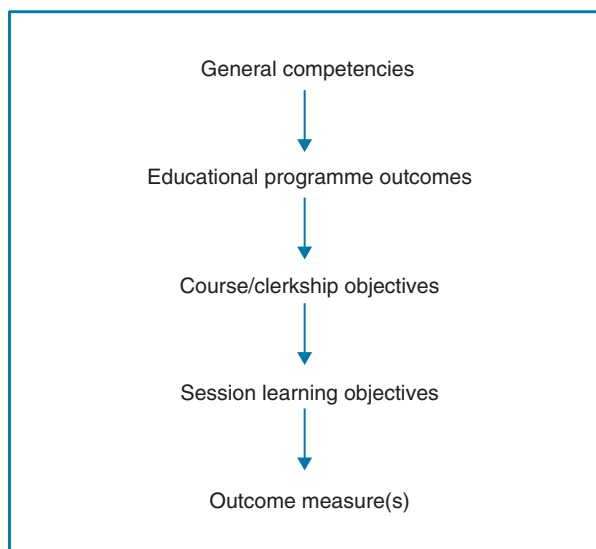 General competencies
Educational programme outcomes
Course/clerkship objectives
Session learning objectives
Outcome measure(s)